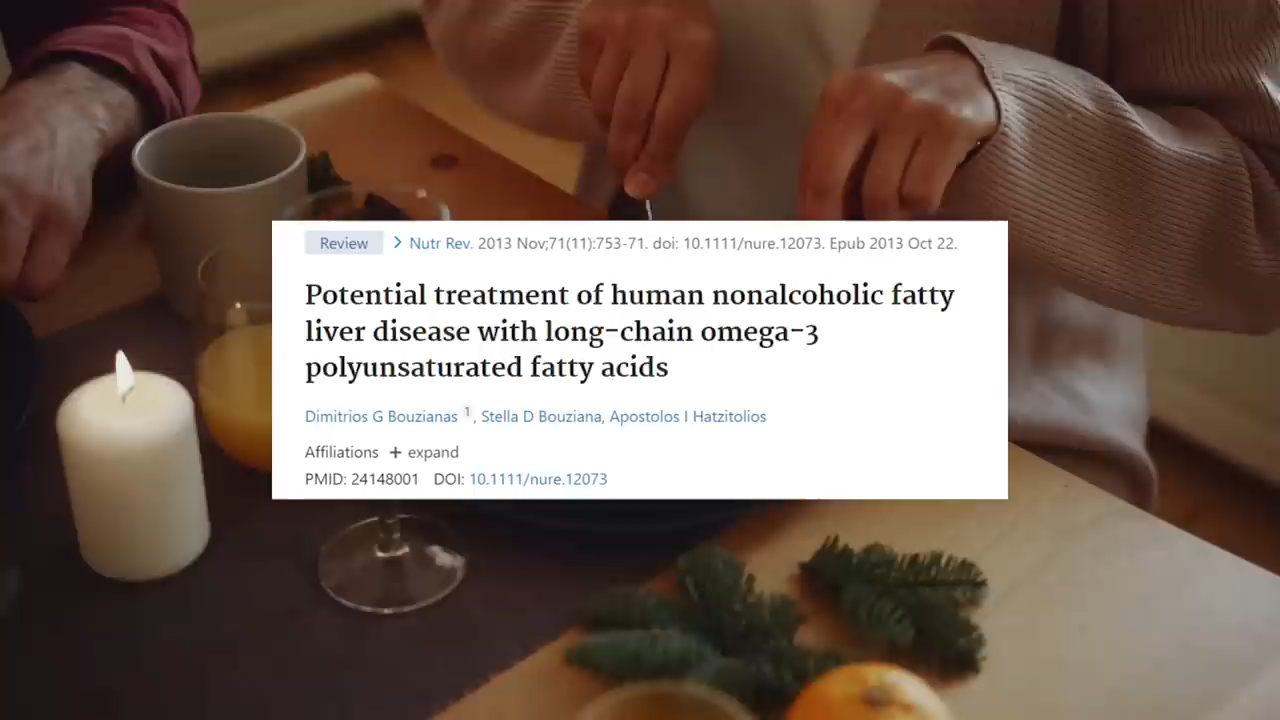 Review > Nutr Rev. 2013 Nov;71(11):753-71. doi: 10.1111/nure.12073. Epub 2013 Oct 22.
Potential treatment of human nonalcoholic fatty
liver disease with long-chain omega-3
polyunsaturated fatty acids
Dimitrios G Bouzianas 1, Stella D Bouziana, Apostolos I Hatzitolios
Affiliations + expand
PMID: 24148001 DOI: 10.1111/nure.12073